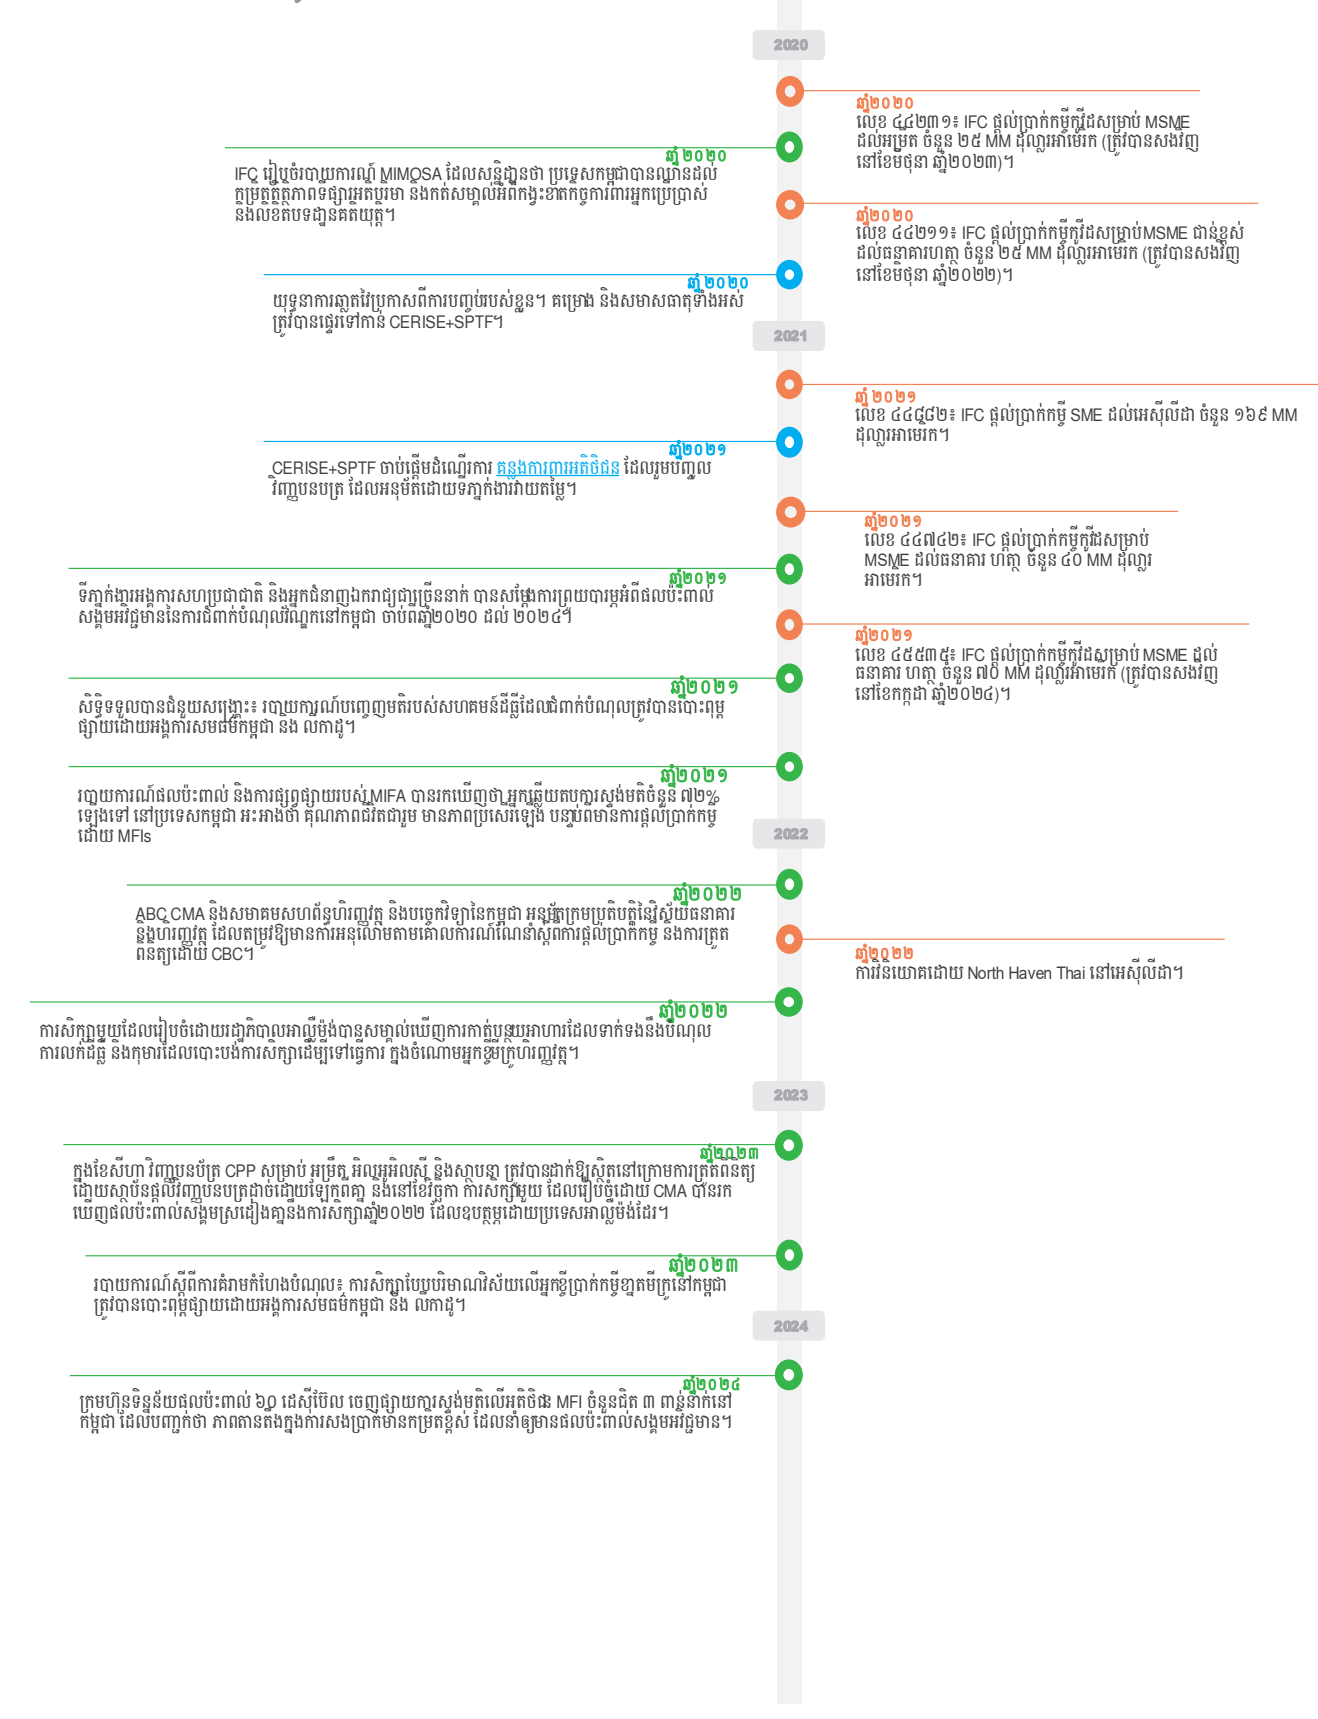 2020
ឆ្នាំ២០២០
លេខ ៤៤២៣១៖ IFC ផ្តល់ប្រាក់កម្ចីកូវីដសម្រាប់ MSME
ដល់អម្រឹត ចំនួន ២៥ MM ដុល្លារអាម៉េរិក (ត្រូវបានសងវិញ
នៅខែមិថុនា ឆ្នាំ២០២៣)។
ឆ្នាំ ២០២០
IFC រៀបចំរបាយការណ៍ MIMOSA ដែលសន្និដ្ឋានថា ប្រទេសកម្ពុជាបានឈានដល់
កម្រិតតិត្ថិភាពទីផ្សារអតិបរិមា និងកត់សម្គាល់អំពីកង្វះខាតកិច្ចការពារអ្នកប្រើប្រាស់
និងលិខិតបទដ្ឋានគតិយុត្តិ។
ឆ្នាំ២០២០
លេខ ៤៤២១១៖ IFC ផ្តល់ប្រាក់កម្ចីកូវីដសម្រាប់MSME ជាន់ខ្ពស់
ដល់ធនាគារហត្ថា ចំនួន ២៥ MM ដុល្លារអាមេរិក (ត្រូវបានសងវិញ
នៅខែមិថុនា ឆ្នាំ២០២២)។
ឆ្នាំ ២០២០
យុទ្ធនាការឆ្លាតវៃប្រកាសពីការបញ្ចប់របស់ខ្លួន។ គម្រោង និងសមាសធាតុទាំងអស់
ត្រូវបានផ្ទេរទៅកាន់ CERISE+SPTF។
2021
ឆ្នាំ ២០២១
លេខ ៤៤៨៨២៖ IFC ផ្តល់ប្រាក់កម្ចី SME ដល់អេស៊ីលីដា ចំនួន ១៦៩ MM
ដុល្លារអាមេរិក។
ឆ្នាំ២០២១
CERISE+SPTF ចាប់ផ្តើមដំណើរការ គន្លងការពារអតិថិជន ដែលរួមបញ្ចូល
វិញ្ញាបនបត្រ ដែលអនុម័តដោយទីភ្នាក់ងារវាយតម្លៃ។
ឆ្នាំ២០២១
លេខ ៤៤៧៤២៖ IFC ផ្តល់ប្រាក់កម្ចីកូវីដសម្រាប់
MSME ដល់ធនាគារ ហត្ថា ចំនួន ៤០ MM ដុល្លារ
អាមេរិក។
ឆ្នាំ២០២១
ទីភ្នាក់ងារអង្គការសហប្រជាជាតិ និងអ្នកជំនាញឯករាជ្យជាច្រើននាក់ បានសម្តែងការព្រួយបារម្ភអំពីផលប៉ះពាល់
សង្គមអវិជ្ជមាននៃការជំពាក់បំណុលវណ្ឌកនៅកម្ពុជា ចាប់ពីឆ្នាំ២០២០ ដល់ ២០២៤។
ឆ្នាំ២០២១
លេខ ៤៥៥៣៥៖ IFC ផ្តល់ប្រាក់កម្ចីកូវីដសម្រាប់ MSME ដល់
ធនាគារ ហត្ថា ចំនួន ៧០ MM ដុល្លារអាមេរិក (ត្រូវបានសងវិញ
នៅខែកក្កដា ឆ្នាំ២០២៤)។
ឆ្នាំ២០២១
សិទ្ធិទទួលបានជំនួយសង្គ្រោះ៖ របាយការណ៍បញ្ចេញមតិរបស់សហគមន៍ដីធ្លីដែលជំពាក់បំណុលត្រូវបានបោះពុម្ព
ផ្សាយដោយអង្គការសមធម៌កម្ពុជា និង លីកាដូ។
ឆ្នាំ២០២១
របាយការណ៍ផលប៉ះពាល់ និងការផ្សព្វផ្សាយរបស់ MIFA បានរកឃើញថា អ្នកឆ្លើយតបការស្ទង់មតិចំនួន ៧២%
ឡើងទៅ នៅប្រទេសកម្ពុជា អះអាងថា គុណភាពជីវិតជារួម មានភាពប្រសើរឡើង បន្ទាប់ពីមានការផ្តល់ប្រាក់កម្ចី
ដោយ MFIs
2022
ឆ្នាំ២០២២
ABC CMA និងសមាគមសហព័ន្ធហិរញ្ញវត្ថុ និងបច្ចេកវិទ្យានៃកម្ពុជា អនុម័តក្រមប្រតិបត្តិនៃវិស័យធនាគារ
និងហិរញ្ញវត្ថុ ដែលតម្រូវឱ្យមានការអនុលោមតាមគោលការណ៍ណែនាំស្តីពីការផ្តល់ប្រាក់កម្ចី និងការត្រួត
ពិនិត្យដោយ CBC។
ឆ្នាំ២០២២
ការវិនិយោគដោយ North Haven Thai នៅអេស៊ីលីដា។
ឆ្នាំ២០២២
ការសិក្សាមួយដែលរៀបចំដោយរដ្ឋាភិបាលអាល្លឺម៉ង់បានសម្គាល់ឃើញការកាត់បន្ថយអាហារដែលទាក់ទងនឹងបំណុល
ការលក់ដីធ្លី និងកុមារដែលបោះបង់ការសិក្សាដើម្បីទៅធ្វើការ ក្នុងចំណោមអ្នកខ្ចីមីក្រូហិរញ្ញវត្ថុ។
2023
ឆ្នាំ២០២៣
ក្នុងខែសីហា វិញ្ញាបនប័ត្រ CPP សម្រាប់ អម្រឹត, អិលអូអិលស៊ី និងស្ថាបនា ត្រូវបានដាក់ឱ្យស្ថិតនៅក្រោមការត្រួតពិនិត្យ
ដោយស្ថាប័នផ្តល់វិញ្ញាបនបត្រដាច់ដោយឡែកពីគ្នា និងនៅខែវិច្ឆិកា ការសិក្សាមួយ ដែលរៀបចំដោយ CMA បានរក
ឃើញផលប៉ះពាល់សង្គមស្រដៀងគ្នានឹងការសិក្សាឆ្នាំ២០២២ ដែលឧបត្ថម្ភដោយប្រទេសអាល្លឺម៉ង់ដែរ។
ឆ្នាំ២០២៣
របាយការណ៍ស្តីពីការគំរាមកំហែងបំណុល៖ ការសិក្សាបែបបរិមាណវិស័យលើអ្នកខ្ចីប្រាក់កម្ចីខ្នាតមីក្រូនៅកម្ពុជា
ត្រូវបានបោះពុម្ពផ្សាយដោយអង្គការសមធម៌កម្ពុជា និង លីកាដូ។
2024
ឆ្នាំ២០២៤
ក្រុមហ៊ុនទិន្នន័យផលប៉ះពាល់ ៦០ ដេស៊ីប៊ែល ចេញផ្សាយការស្ទង់មតិលើអតិថិជន MFI ចំនួនជិត ៣ ពាន់នាក់នៅ
កម្ពុជា ដែលបញ្ជាក់ថា ភាពតានតឹងក្នុងការសងប្រាក់មានកម្រិតខ្ពស់ ដែលនាំឲ្យមានផលប៉ះពាល់សង្គមអវិជ្ជមាន។